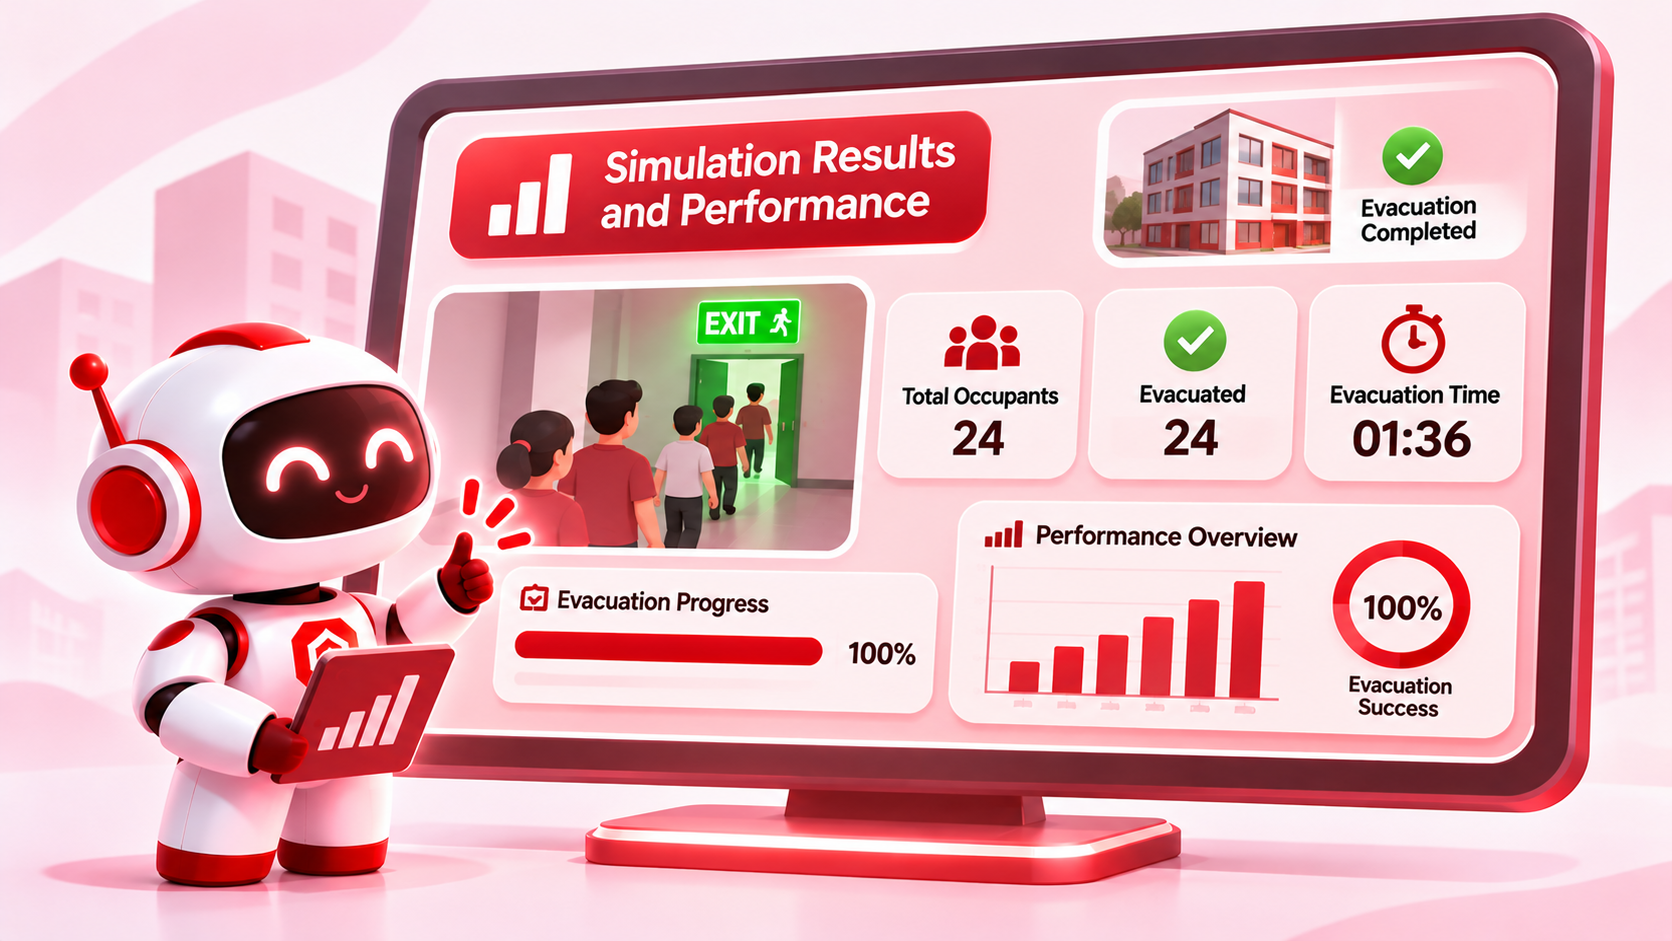 Simulation Results
and Performance
Evacuation
Completed
EXIT
Total Occupants
24
Evacuated
24
Evacuation Time
01:36
Evacuation Progress
100%
Performance Overview
100%
Evacuation
Success